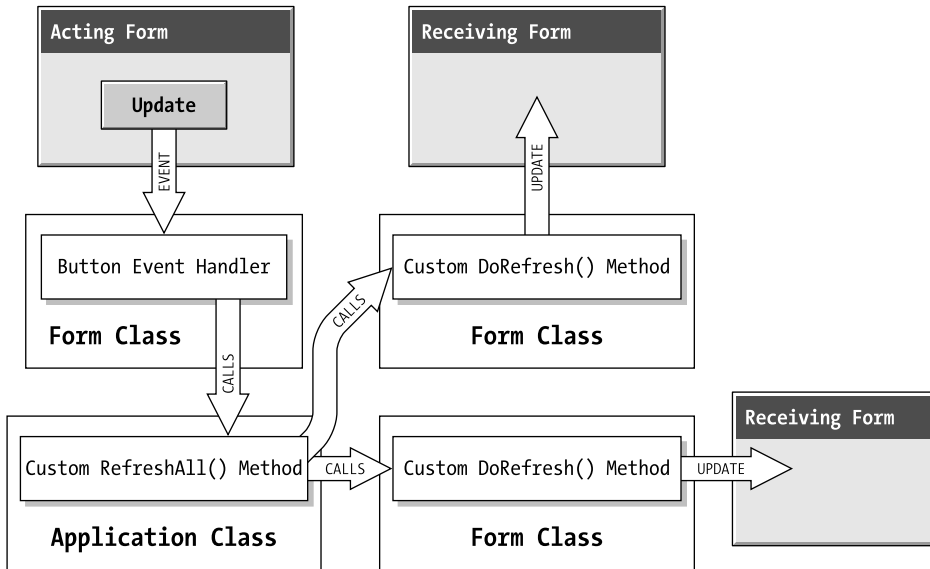 Acting Form
Update
EVENT
Button Event Handler
Form Class
CALLS
Custom RefreshAll() Method
Application Class
CALLS
CALLS
Receiving Form
UPDATE
Custom DoRefresh() Method
Form Class
Custom DoRefresh() Method
Form Class
UPDATE
Receiving Form